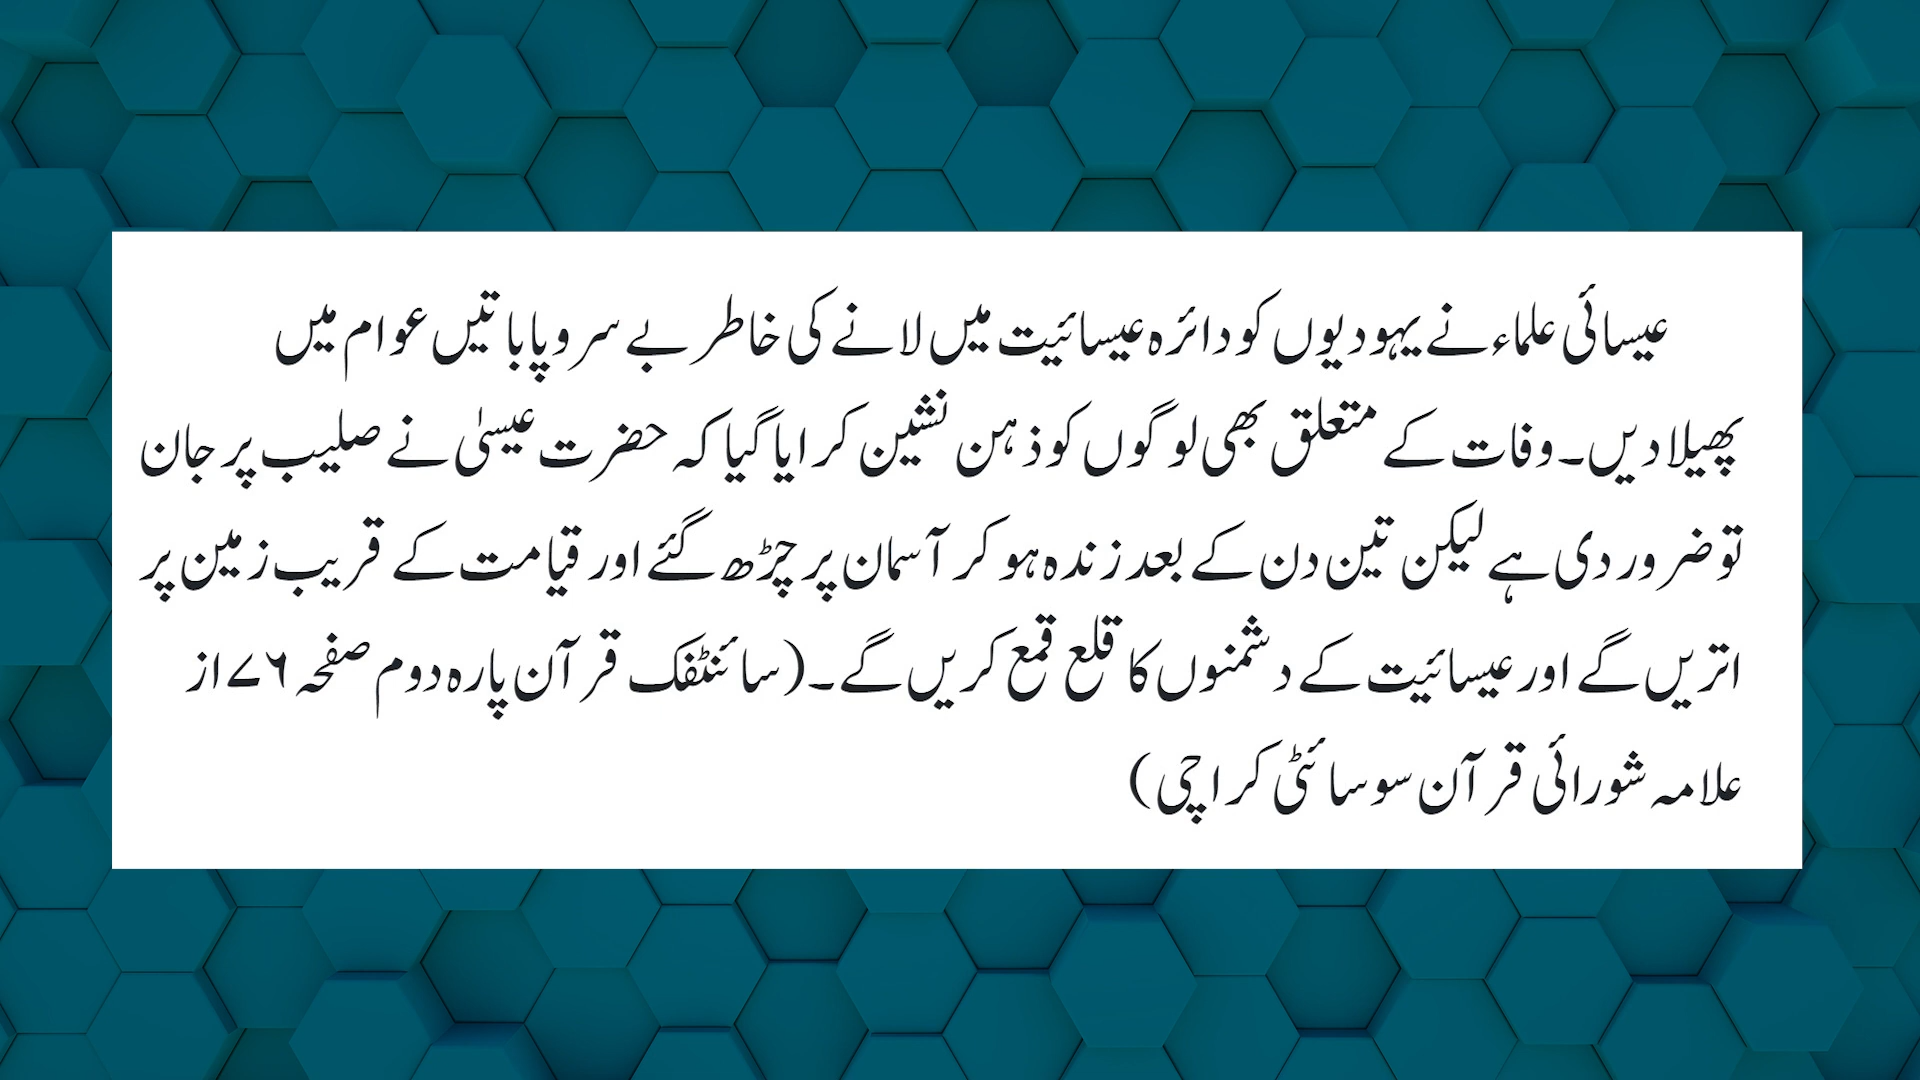 عیسائی علماء نے یہودیوں کو دائرہ عیسائیت میں لانے کی خاطر بے سروپا باتیں عوام میں
پھیلا دیں۔ وفات کے متعلق بھی لوگوں کو ذہن نشین کرایا گیا کہ حضرت عیسیٰ نے صلیب پر جان
تو ضرور دی ہے لیکن تین دن کے بعد زندہ ہو کر آسمان پر چڑھ گئے اور قیامت کے قریب زمین پر
اتریں گے اور عیسائیت کے دشمنوں کا قلع قمع کریں گے۔ (سائنٹفک قرآن پارہ دوم صفحہ ۷۶ از
علامہ شورائی قرآن سوسائٹی کراچی)